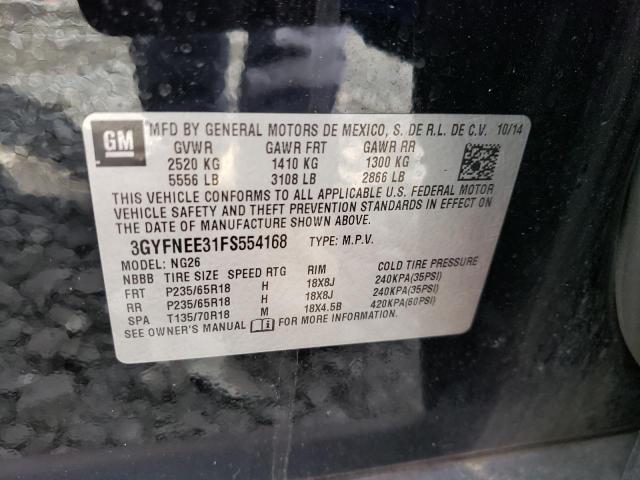 GM MFD BY GENERAL MOTORS DE MEXICO, S. DE R.L. DE C.V. 10/14
GVWR GAWR FRT GAWR RR
2520 KG 1410 KG 1300 KG
5556 LB 3108 LB 2866 LB
THIS VEHICLE CONFORMS TO ALL APPLICABLE U.S. FEDERAL MOTOR
VEHICLE SAFETY AND THEFT PREVENTION STANDARDS IN EFFECT ON
THE DATE OF MANUFACTURE SHOWN ABOVE.
3GYFNEE31FS554168 TYPE: M.P.V.
MODEL: NG26
NBBB TIRE SIZE SPEED RTG RIM COLD TIRE PRESSURE
FRT P235/65R18 H 18X8J 240KPA(35PSI)
RR P235/65R18 H 18X8J 240KPA(35PSI)
SPA T135/70R18 M 18X4.5B 420KPA(60PSI)
SEE OWNER'S MANUAL FOR MORE INFORMATION.